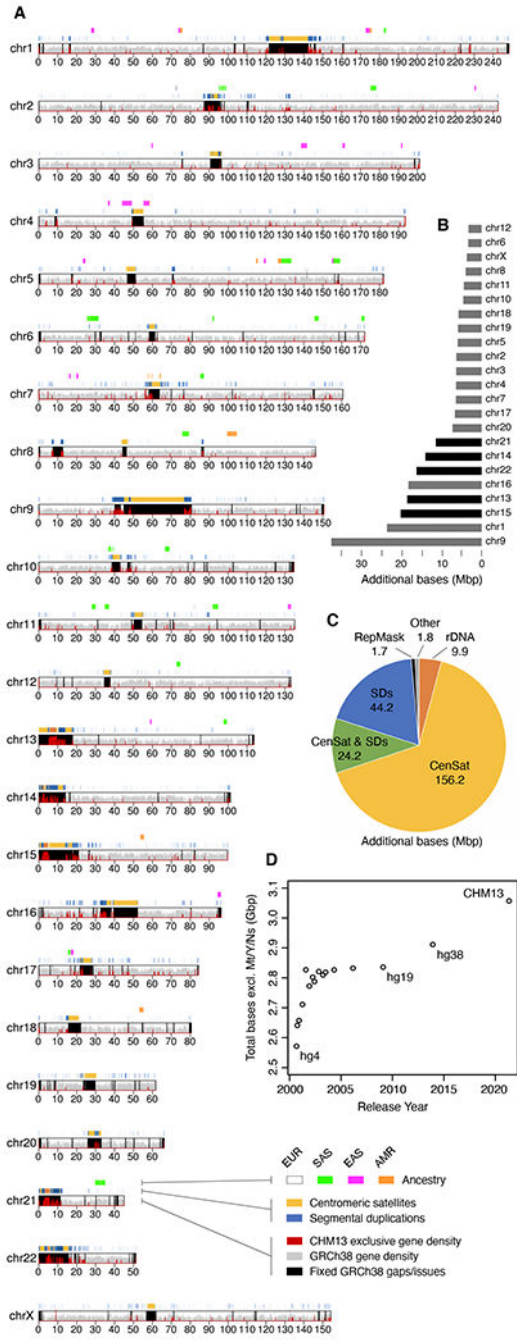 A
chr1
0 10 20 30 40 50 60 70 80 90 100 110 120 130 140 150 160 170 180 190 200 210 220 230 240
chr2
0 10 20 30 40 50 60 70 80 90 100 110 120 130 140 150 160 170 180 190 200 210 220 230 240
chr3
0 10 20 30 40 50 60 70 80 90 100 110 120 130 140 150 160 170 180 190 200
chr4
0 10 20 30 40 50 60 70 80 90 100 110 120 130 140 150 160 170 180 190
chr5
0 10 20 30 40 50 60 70 80 90 100 110 120 130 140 150 160 170 180
chr6
0 10 20 30 40 50 60 70 80 90 100 110 120 130 140 150 160 170
chr7
0 10 20 30 40 50 60 70 80 90 100 110 120 130 140 150 160
chr8
0 10 20 30 40 50 60 70 80 90 100 110 120 130 140
chr9
0 10 20 30 40 50 60 70 80 90 100 110 120 130 140 150
chr10
0 10 20 30 40 50 60 70 80 90 100 110 120 130
chr11
0 10 20 30 40 50 60 70 80 90 100 110 120 130
chr12
0 10 20 30 40 50 60 70 80 90 100 110 120 130
chr13
0 10 20 30 40 50 60 70 80 90 100 110
chr14
0 10 20 30 40 50 60 70 80 90 100
chr15
0 10 20 30 40 50 60 70 80 90
chr16
0 10 20 30 40 50 60 70 80 90
chr17
0 10 20 30 40 50 60 70 80
chr18
0 10 20 30 40 50 60 70 80
chr19
0 10 20 30 40 50 60
chr20
0 10 20 30 40 50 60
chr21
0 10 20 30 40
chr22
0 10 20 30 40 50
chrX
0 10 20 30 40 50 60 70 80 90 100 110 120 130 140 150
B
chr12
chr6
chrX
chr8
chr11
chr10
chr18
chr19
chr5
chr2
chr3
chr4
chr7
chr17
chr20
chr21
chr14
chr22
chr16
chr13
chr15
chr1
chr9
30 20 15 10 5 0
Additional bases (Mbp)
C
Other
1.8
RepMask
1.7
rDNA
9.9
SDs
44.2
CenSat & SDs
24.2
CenSat
156.2
Additional bases (Mbp)
D
Total bases excl. Mt/Y/Ns (Gbp)
3.1
3.0
2.9
2.8
2.7
2.6
2.5
CHM13
hg38
hg19
hg4
2000 2005 2010 2015 2020
Release Year
EUR SAS EAS AMR
Ancestry
Centromeric satellites
Segmental duplications
CHM13 exclusive gene density
GRCh38 gene density
Fixed GRCh38 gaps/issues